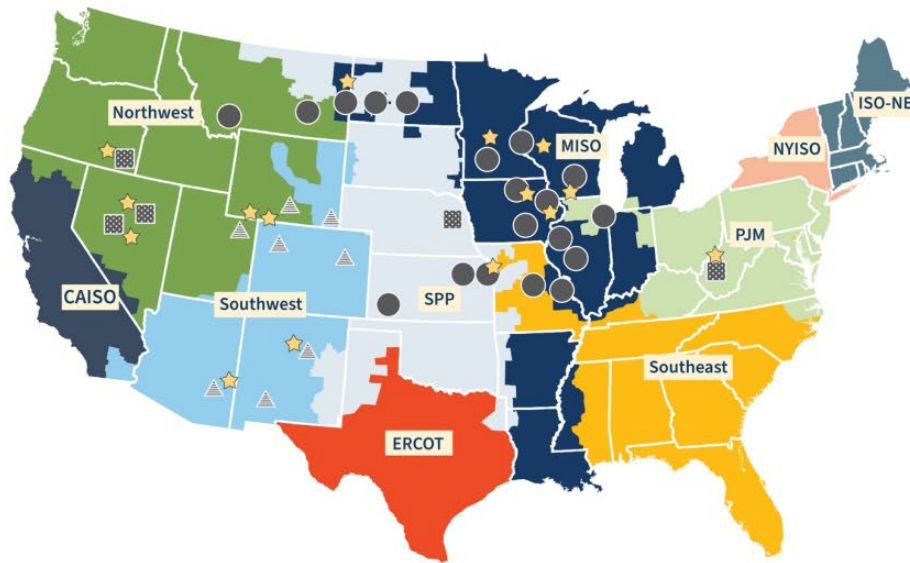 ISO-NE
Northwest
MISO
NYISO
PJM
CAISO
Southwest
SPP
Southeast
ERCOT